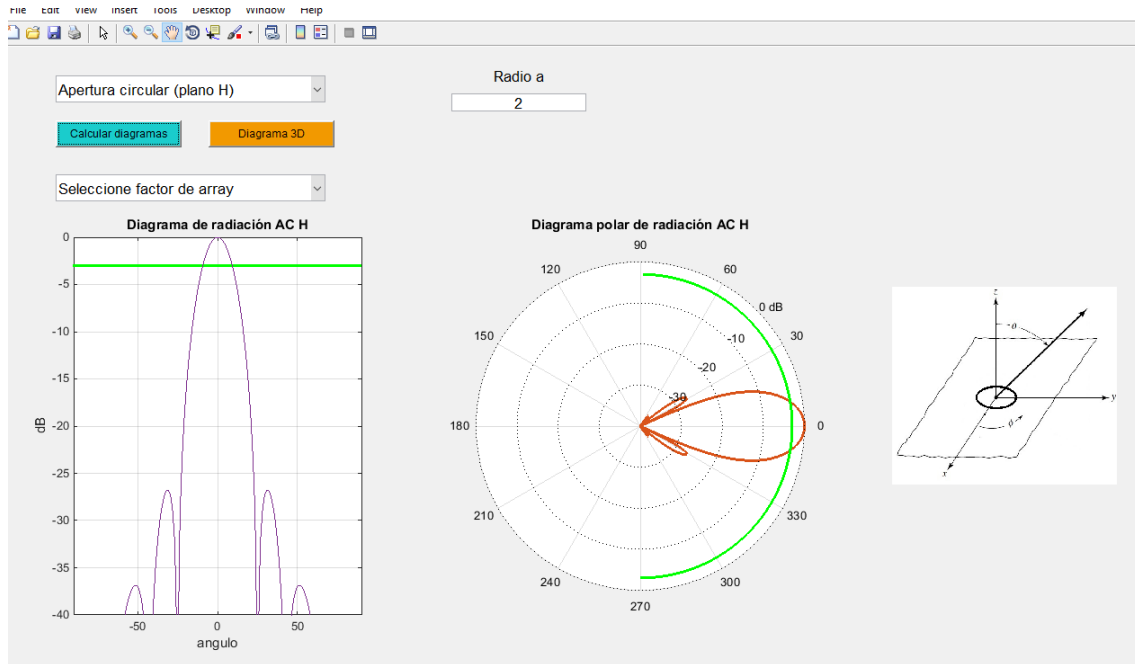 File Edit View Insert Tools Desktop Window Help
Radio a
Apertura circular (plano H)
2
Calcular diagramas
Diagrama 3D
Seleccione factor de array
Diagrama de radiación AC H
0
-5
-10
-15
-20
-25
-30
-35
-40
dB
-50
0
50
angulo
Diagrama polar de radiación AC H
90
120
60
0 dB
150
-10
30
-20
-30
180
0
210
330
240
300
270
z
θ
y
ϕ
x